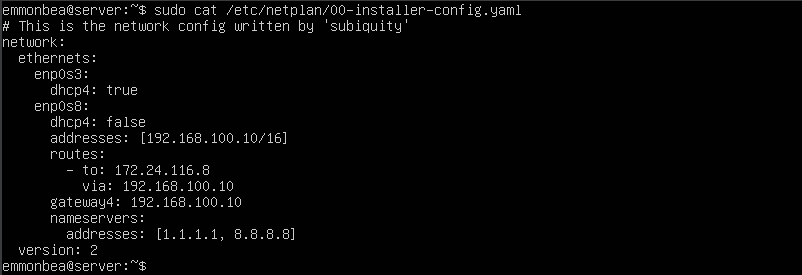 emmonbea@server:~$ sudo cat /etc/netplan/00-installer-config.yaml
# This is the network config written by 'subiquity'
network:
  ethernets:
    enp0s3:
      dhcp4: true
    enp0s8:
      dhcp4: false
      addresses: [192.168.100.10/16]
      routes:
        - to: 172.24.116.8
          via: 192.168.100.10
      gateway4: 192.168.100.10
      nameservers:
        addresses: [1.1.1.1, 8.8.8.8]
  version: 2
emmonbea@server:~$